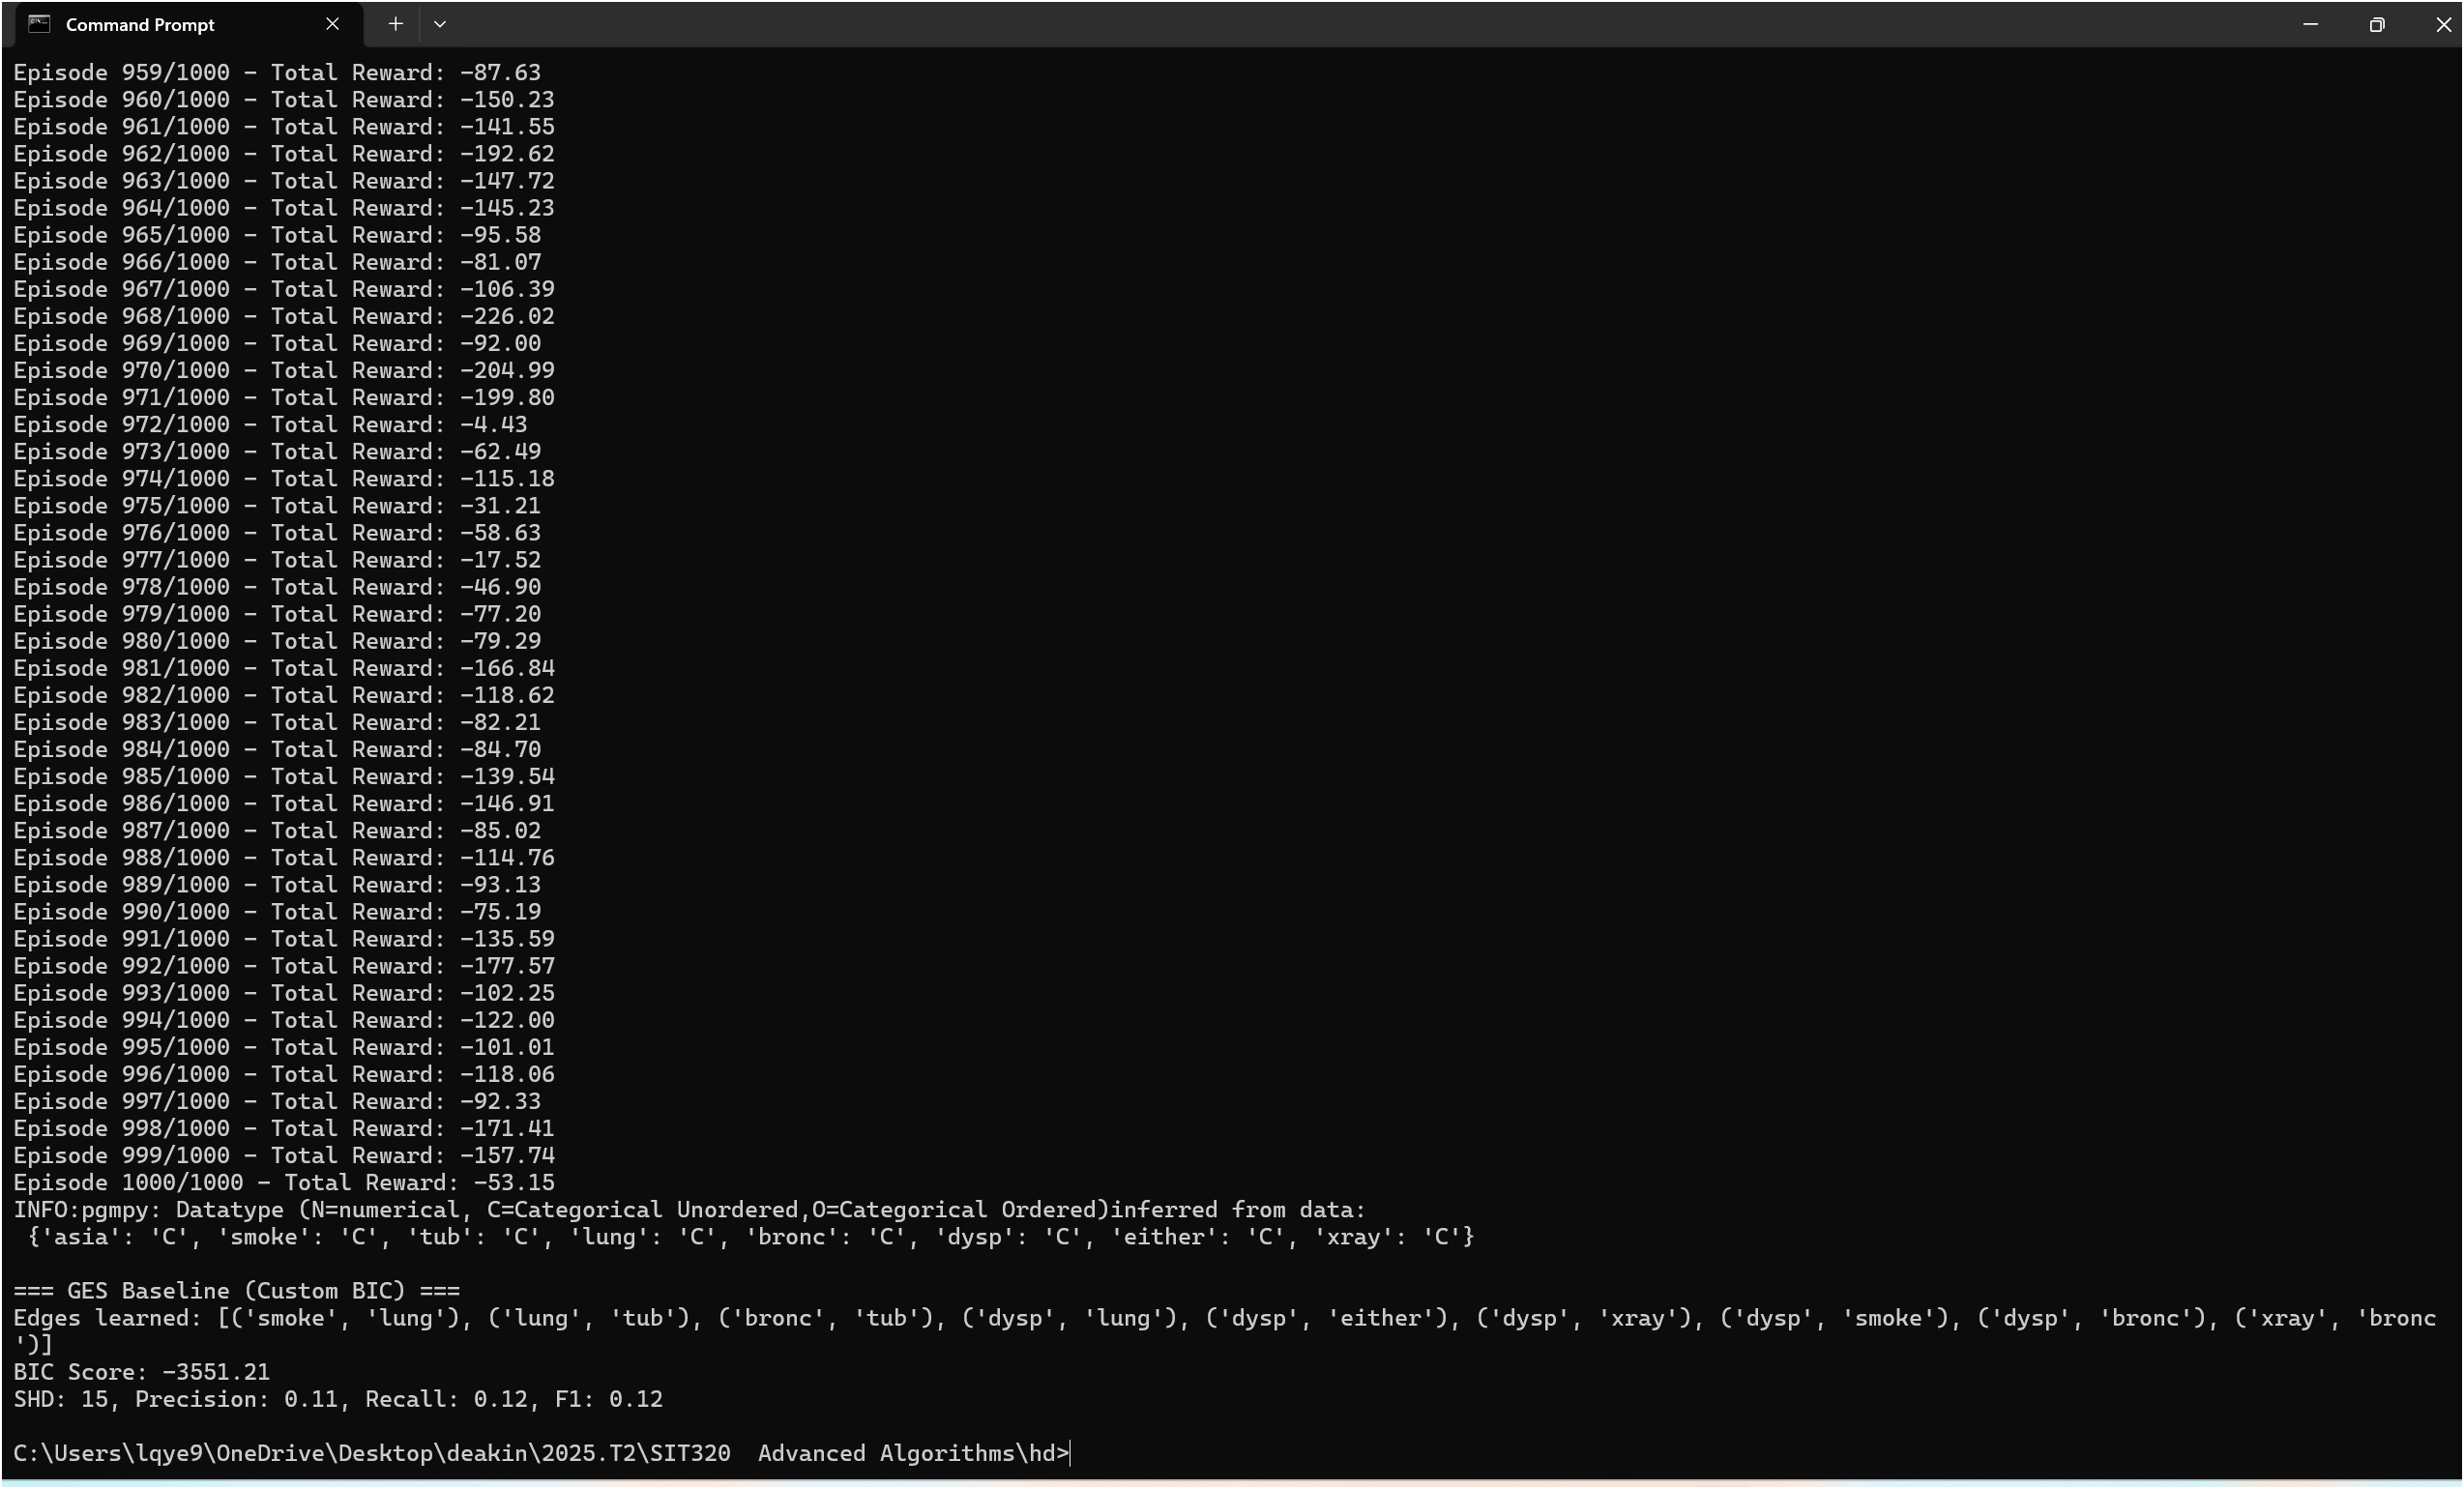 Command Prompt
Episode 959/1000 - Total Reward: -87.63
Episode 960/1000 - Total Reward: -150.23
Episode 961/1000 - Total Reward: -141.55
Episode 962/1000 - Total Reward: -192.62
Episode 963/1000 - Total Reward: -147.72
Episode 964/1000 - Total Reward: -145.23
Episode 965/1000 - Total Reward: -95.58
Episode 966/1000 - Total Reward: -81.07
Episode 967/1000 - Total Reward: -106.39
Episode 968/1000 - Total Reward: -226.02
Episode 969/1000 - Total Reward: -92.00
Episode 970/1000 - Total Reward: -204.99
Episode 971/1000 - Total Reward: -199.80
Episode 972/1000 - Total Reward: -4.43
Episode 973/1000 - Total Reward: -62.49
Episode 974/1000 - Total Reward: -115.18
Episode 975/1000 - Total Reward: -31.21
Episode 976/1000 - Total Reward: -58.63
Episode 977/1000 - Total Reward: -17.52
Episode 978/1000 - Total Reward: -46.90
Episode 979/1000 - Total Reward: -77.20
Episode 980/1000 - Total Reward: -79.29
Episode 981/1000 - Total Reward: -166.84
Episode 982/1000 - Total Reward: -118.62
Episode 983/1000 - Total Reward: -82.21
Episode 984/1000 - Total Reward: -84.70
Episode 985/1000 - Total Reward: -139.54
Episode 986/1000 - Total Reward: -146.91
Episode 987/1000 - Total Reward: -85.02
Episode 988/1000 - Total Reward: -114.76
Episode 989/1000 - Total Reward: -93.13
Episode 990/1000 - Total Reward: -75.19
Episode 991/1000 - Total Reward: -135.59
Episode 992/1000 - Total Reward: -177.57
Episode 993/1000 - Total Reward: -102.25
Episode 994/1000 - Total Reward: -122.00
Episode 995/1000 - Total Reward: -101.01
Episode 996/1000 - Total Reward: -118.06
Episode 997/1000 - Total Reward: -92.33
Episode 998/1000 - Total Reward: -171.41
Episode 999/1000 - Total Reward: -157.74
Episode 1000/1000 - Total Reward: -53.15
INFO:pgmpy: Datatype (N=numerical, C=Categorical Unordered,O=Categorical Ordered)inferred from data:
 {'asia': 'C', 'smoke': 'C', 'tub': 'C', 'lung': 'C', 'bronc': 'C', 'dysp': 'C', 'either': 'C', 'xray': 'C'}
=== GES Baseline (Custom BIC) ===
Edges learned: [('smoke', 'lung'), ('lung', 'tub'), ('bronc', 'tub'), ('dysp', 'lung'), ('dysp', 'either'), ('dysp', 'xray'), ('dysp', 'smoke'), ('dysp', 'bronc'), ('xray', 'bronc
')]
BIC Score: -3551.21
SHD: 15, Precision: 0.11, Recall: 0.12, F1: 0.12
C:\Users\lqye9\OneDrive\Desktop\deakin\2025.T2\SIT320  Advanced Algorithms\hd>